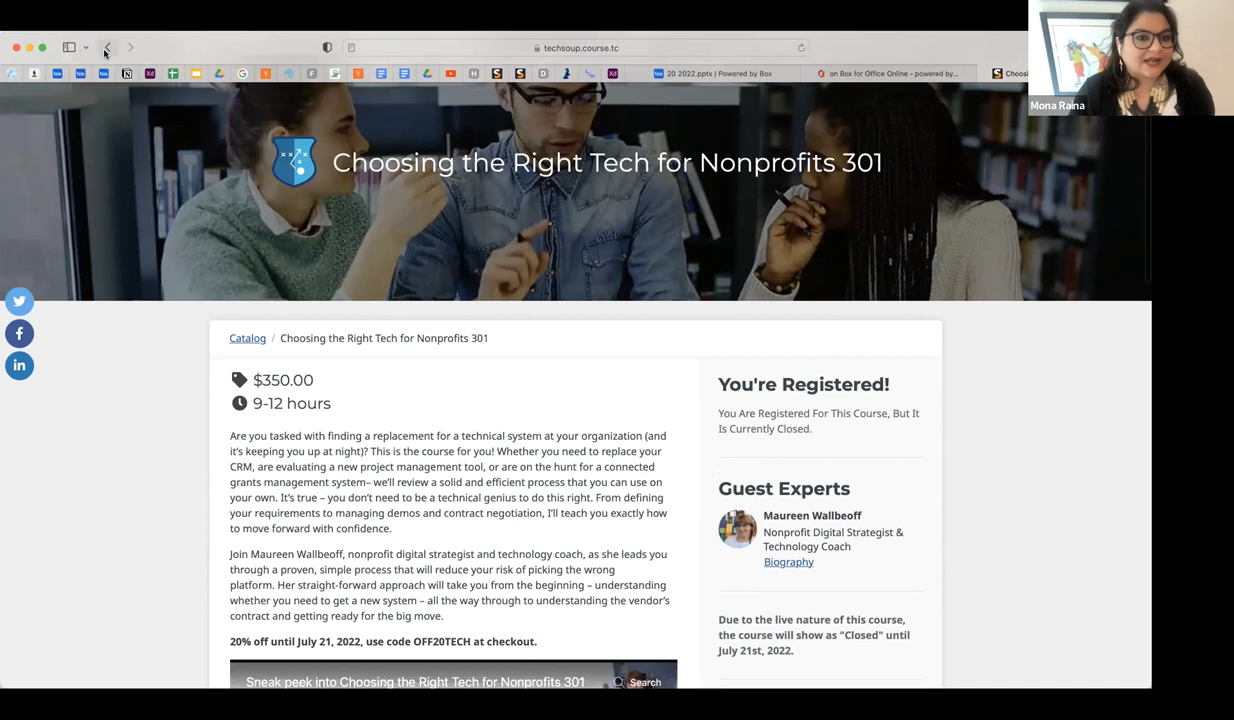 techsoup.course.tc
20 2022.pptx | Powered by Box
on Box for Office Online - powered by...
Choosi
Mona Raina
Choosing the Right Tech for Nonprofits 301
Catalog / Choosing the Right Tech for Nonprofits 301
$350.00
9-12 hours
Are you tasked with finding a replacement for a technical system at your organization (and
it's keeping you up at night)? This is the course for you! Whether you need to replace your
CRM, are evaluating a new project management tool, or are on the hunt for a connected
grants management system– we'll review a solid and efficient process that you can use on
your own. It's true – you don't need to be a technical genius to do this right. From defining
your requirements to managing demos and contract negotiation, I'll teach you exactly how
to move forward with confidence.
Join Maureen Wallbeoff, nonprofit digital strategist and technology coach, as she leads you
through a proven, simple process that will reduce your risk of picking the wrong
platform. Her straight-forward approach will take you from the beginning – understanding
whether you need to get a new system – all the way through to understanding the vendor's
contract and getting ready for the big move.
20% off until July 21, 2022, use code OFF20TECH at checkout.
Sneak peek into Choosing the Right Tech for Nonprofits 301
Search
You're Registered!
You Are Registered For This Course, But It
Is Currently Closed.
Guest Experts
Maureen Wallbeoff
Nonprofit Digital Strategist &
Technology Coach
Biography
Due to the live nature of this course,
the course will show as "Closed" until
July 21st, 2022.